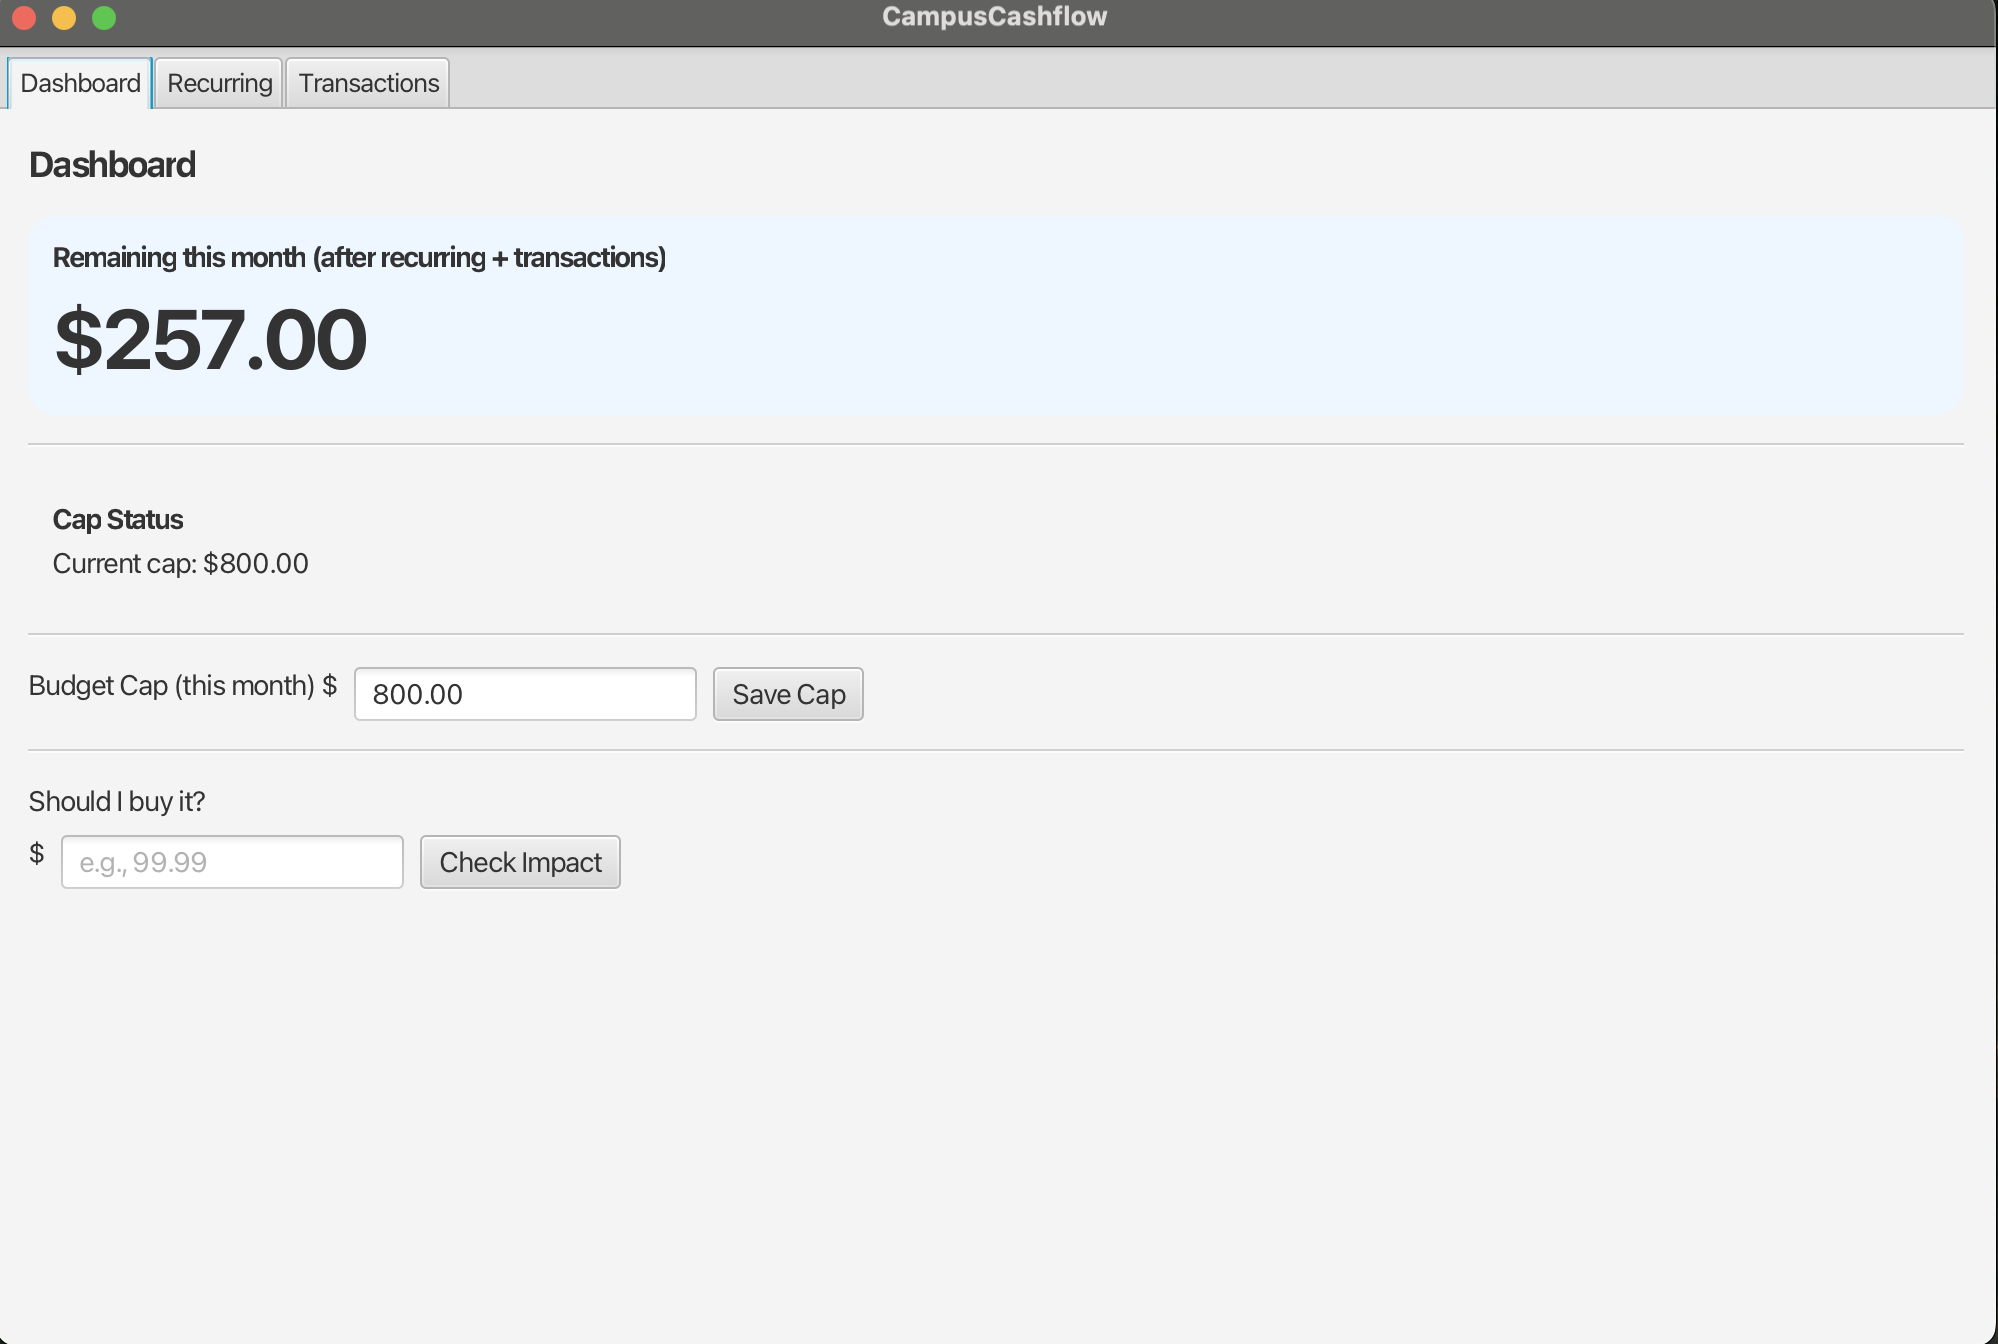 CampusCashflow
Dashboard Recurring Transactions
Dashboard
Remaining this month (after recurring + transactions)
$257.00
Cap Status
Current cap: $800.00
Budget Cap (this month) $ 800.00 Save Cap
Should I buy it?
$ e.g., 99.99 Check Impact